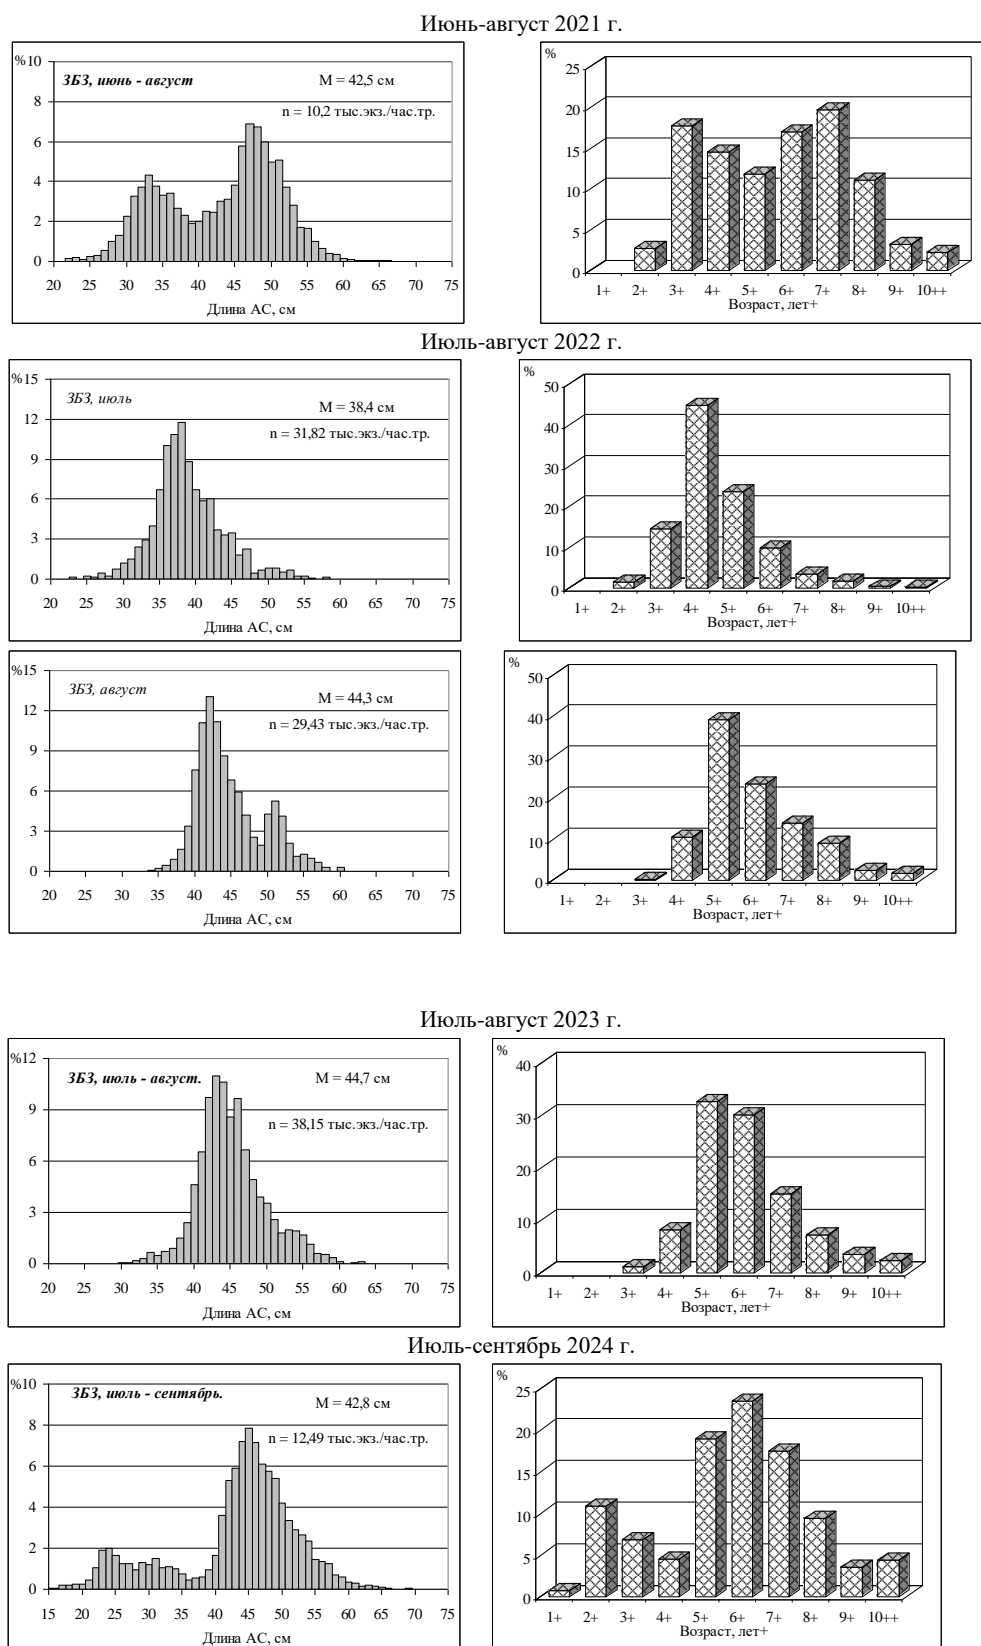 Июнь-август 2021 г.
%10
ЗБЗ, июнь - август
M = 42,5 см
n = 10,2 тыс.экз./час.тр.
8
6
4
2
0
20 25 30 35 40 45 50 55 60 65 70 75
Длина АС, см
%
25
20
15
10
5
0
1+ 2+ 3+ 4+ 5+ 6+ 7+ 8+ 9+ 10++
Возраст, лет+
Июль-август 2022 г.
%15
ЗБЗ, июль
M = 38,4 см
n = 31,82 тыс.экз./час.тр.
12
9
6
3
0
20 25 30 35 40 45 50 55 60 65 70 75
Длина АС, см
%
50
40
30
20
10
0
1+ 2+ 3+ 4+ 5+ 6+ 7+ 8+ 9+ 10++
Возраст, лет+
%15
ЗБЗ, август
M = 44,3 см
n = 29,43 тыс.экз./час.тр.
12
9
6
3
0
20 25 30 35 40 45 50 55 60 65 70 75
Длина АС, см
%
50
40
30
20
10
0
1+ 2+ 3+ 4+ 5+ 6+ 7+ 8+ 9+ 10++
Возраст, лет+
Июль-август 2023 г.
%12
ЗБЗ, июль - август.
M = 44,7 см
n = 38,15 тыс.экз./час.тр.
9
6
3
0
20 25 30 35 40 45 50 55 60 65 70 75
Длина АС, см
%
40
30
20
10
0
1+ 2+ 3+ 4+ 5+ 6+ 7+ 8+ 9+ 10++
Возраст, лет+
Июль-сентябрь 2024 г.
%10
ЗБЗ, июль - сентябрь.
M = 42,8 см
n = 12,49 тыс.экз./час.тр.
8
6
4
2
0
15 20 25 30 35 40 45 50 55 60 65 70 75
Длина АС, см
%
25
20
15
10
5
0
1+ 2+ 3+ 4+ 5+ 6+ 7+ 8+ 9+ 10++
Возраст, лет+